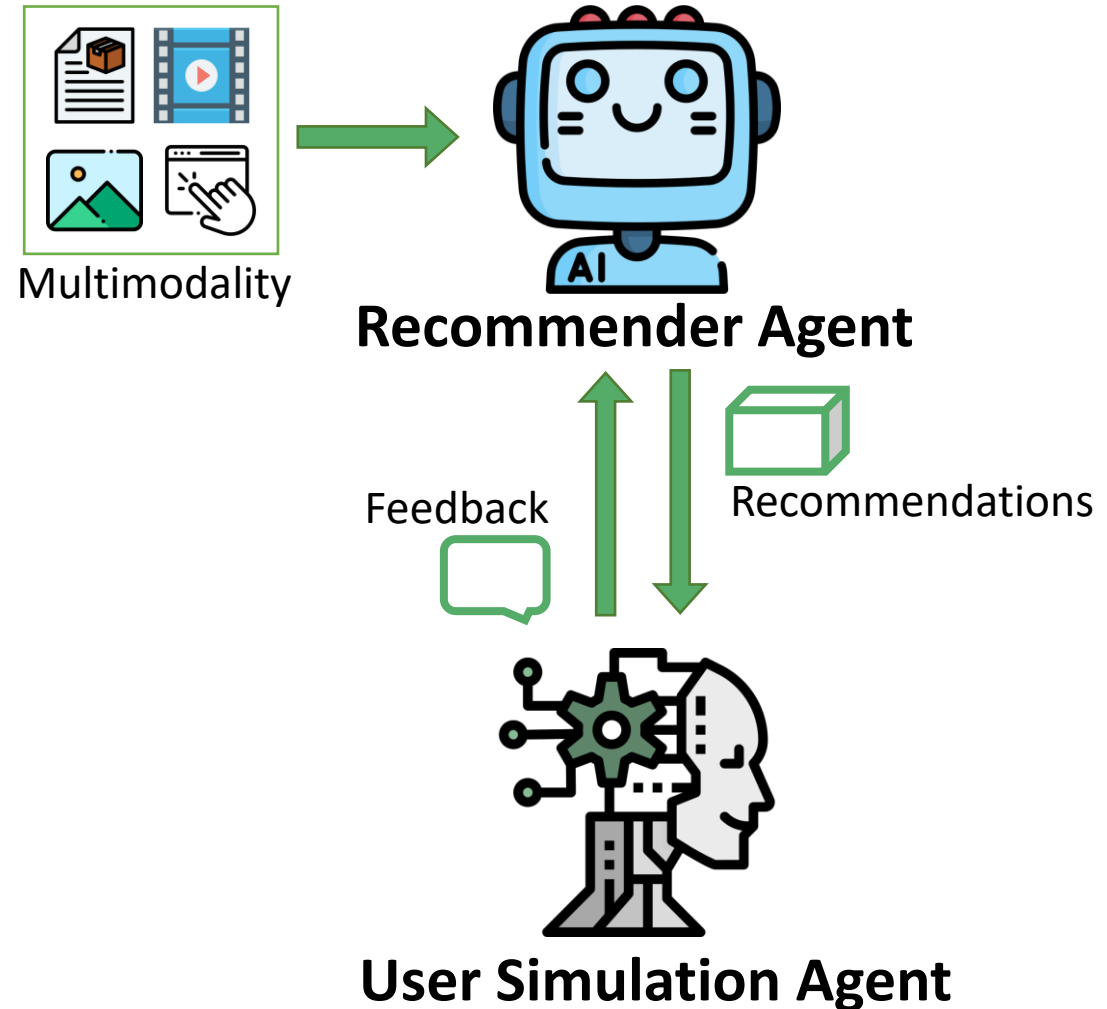 Multimodality
AI
Recommender Agent
Feedback
Recommendations
User Simulation Agent